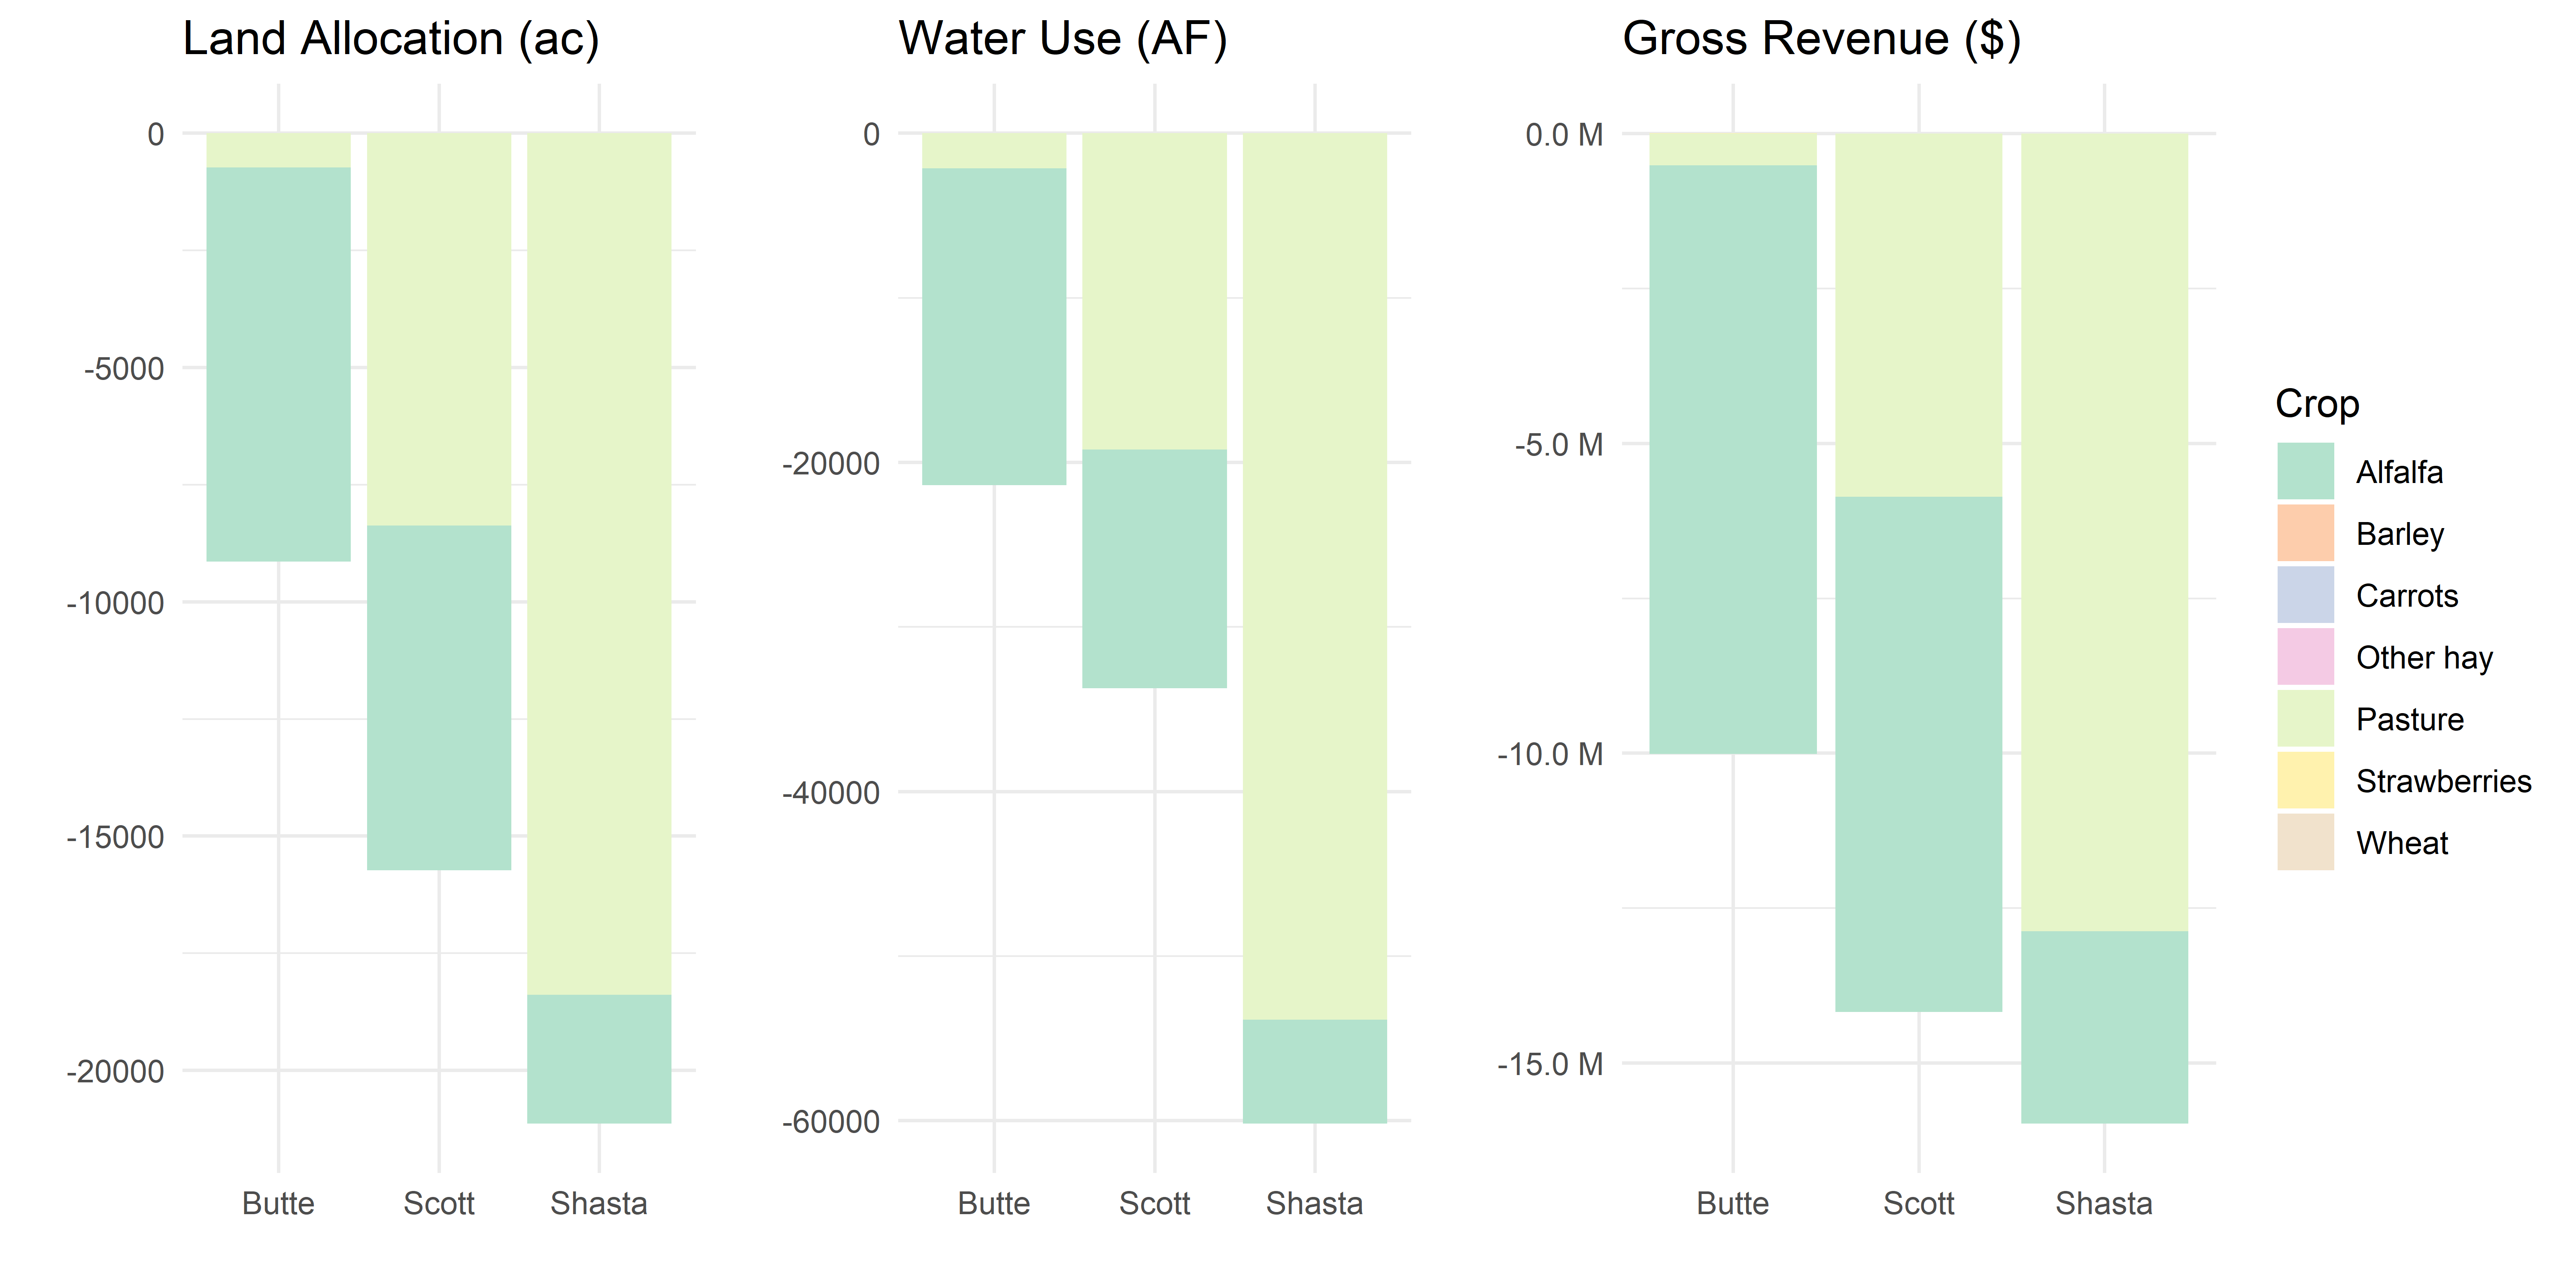 Land Allocation (ac)
0
-5000
-10000
-15000
-20000
Butte Scott Shasta
Water Use (AF)
0
-20000
-40000
-60000
Butte Scott Shasta
Gross Revenue ($)
0.0 M
-5.0 M
-10.0 M
-15.0 M
Butte Scott Shasta
Crop
Alfalfa
Barley
Carrots
Other hay
Pasture
Strawberries
Wheat